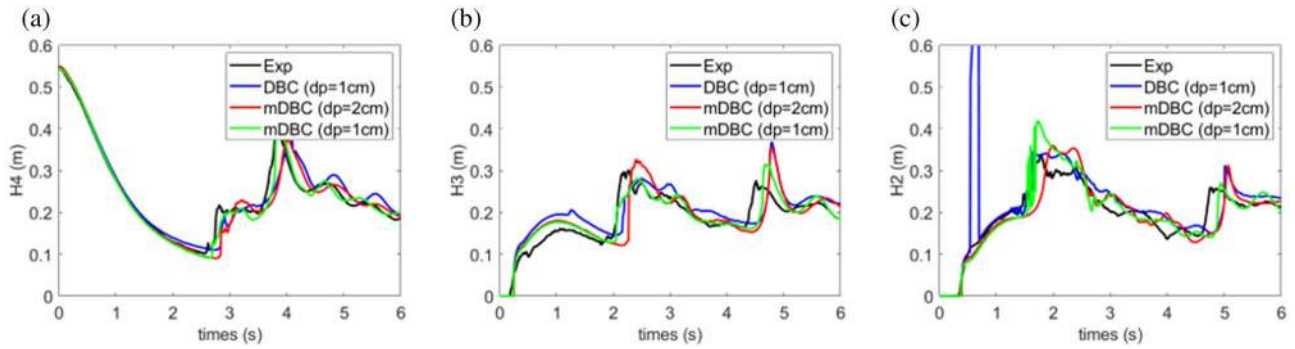 (a)
0.6
0.5
0.4
0.3
0.2
0.1
0
H4 (m)
0 1 2 3 4 5 6
times (s)
Exp
DBC (dp=1cm)
mDBC (dp=2cm)
mDBC (dp=1cm)
(b)
0.6
0.5
0.4
0.3
0.2
0.1
0
H3 (m)
0 1 2 3 4 5 6
times (s)
Exp
DBC (dp=1cm)
mDBC (dp=2cm)
mDBC (dp=1cm)
(c)
0.6
0.5
0.4
0.3
0.2
0.1
0
H2 (m)
0 1 2 3 4 5 6
times (s)
Exp
DBC (dp=1cm)
mDBC (dp=2cm)
mDBC (dp=1cm)